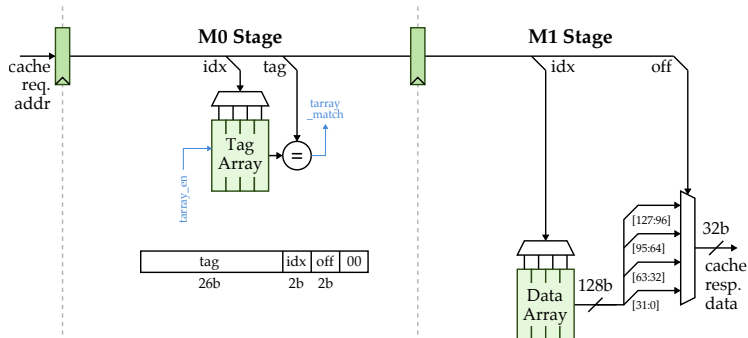 M0 Stage
M1 Stage
cache
req.
addr
idx
tag
idx
off
tarray
_match
Tag
Array
=
tarray_en
tag
idx
off
00
26b
2b
2b
[127:96]
[95:64]
[63:32]
[31:0]
32b
cache
resp.
data
128b
Data
Array